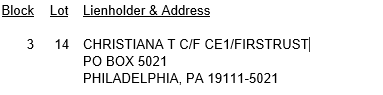 Block Lot Lienholder & Address
3 14 CHRISTIANA T C/F CE1/FIRSTRUST
PO BOX 5021
PHILADELPHIA, PA 19111-5021